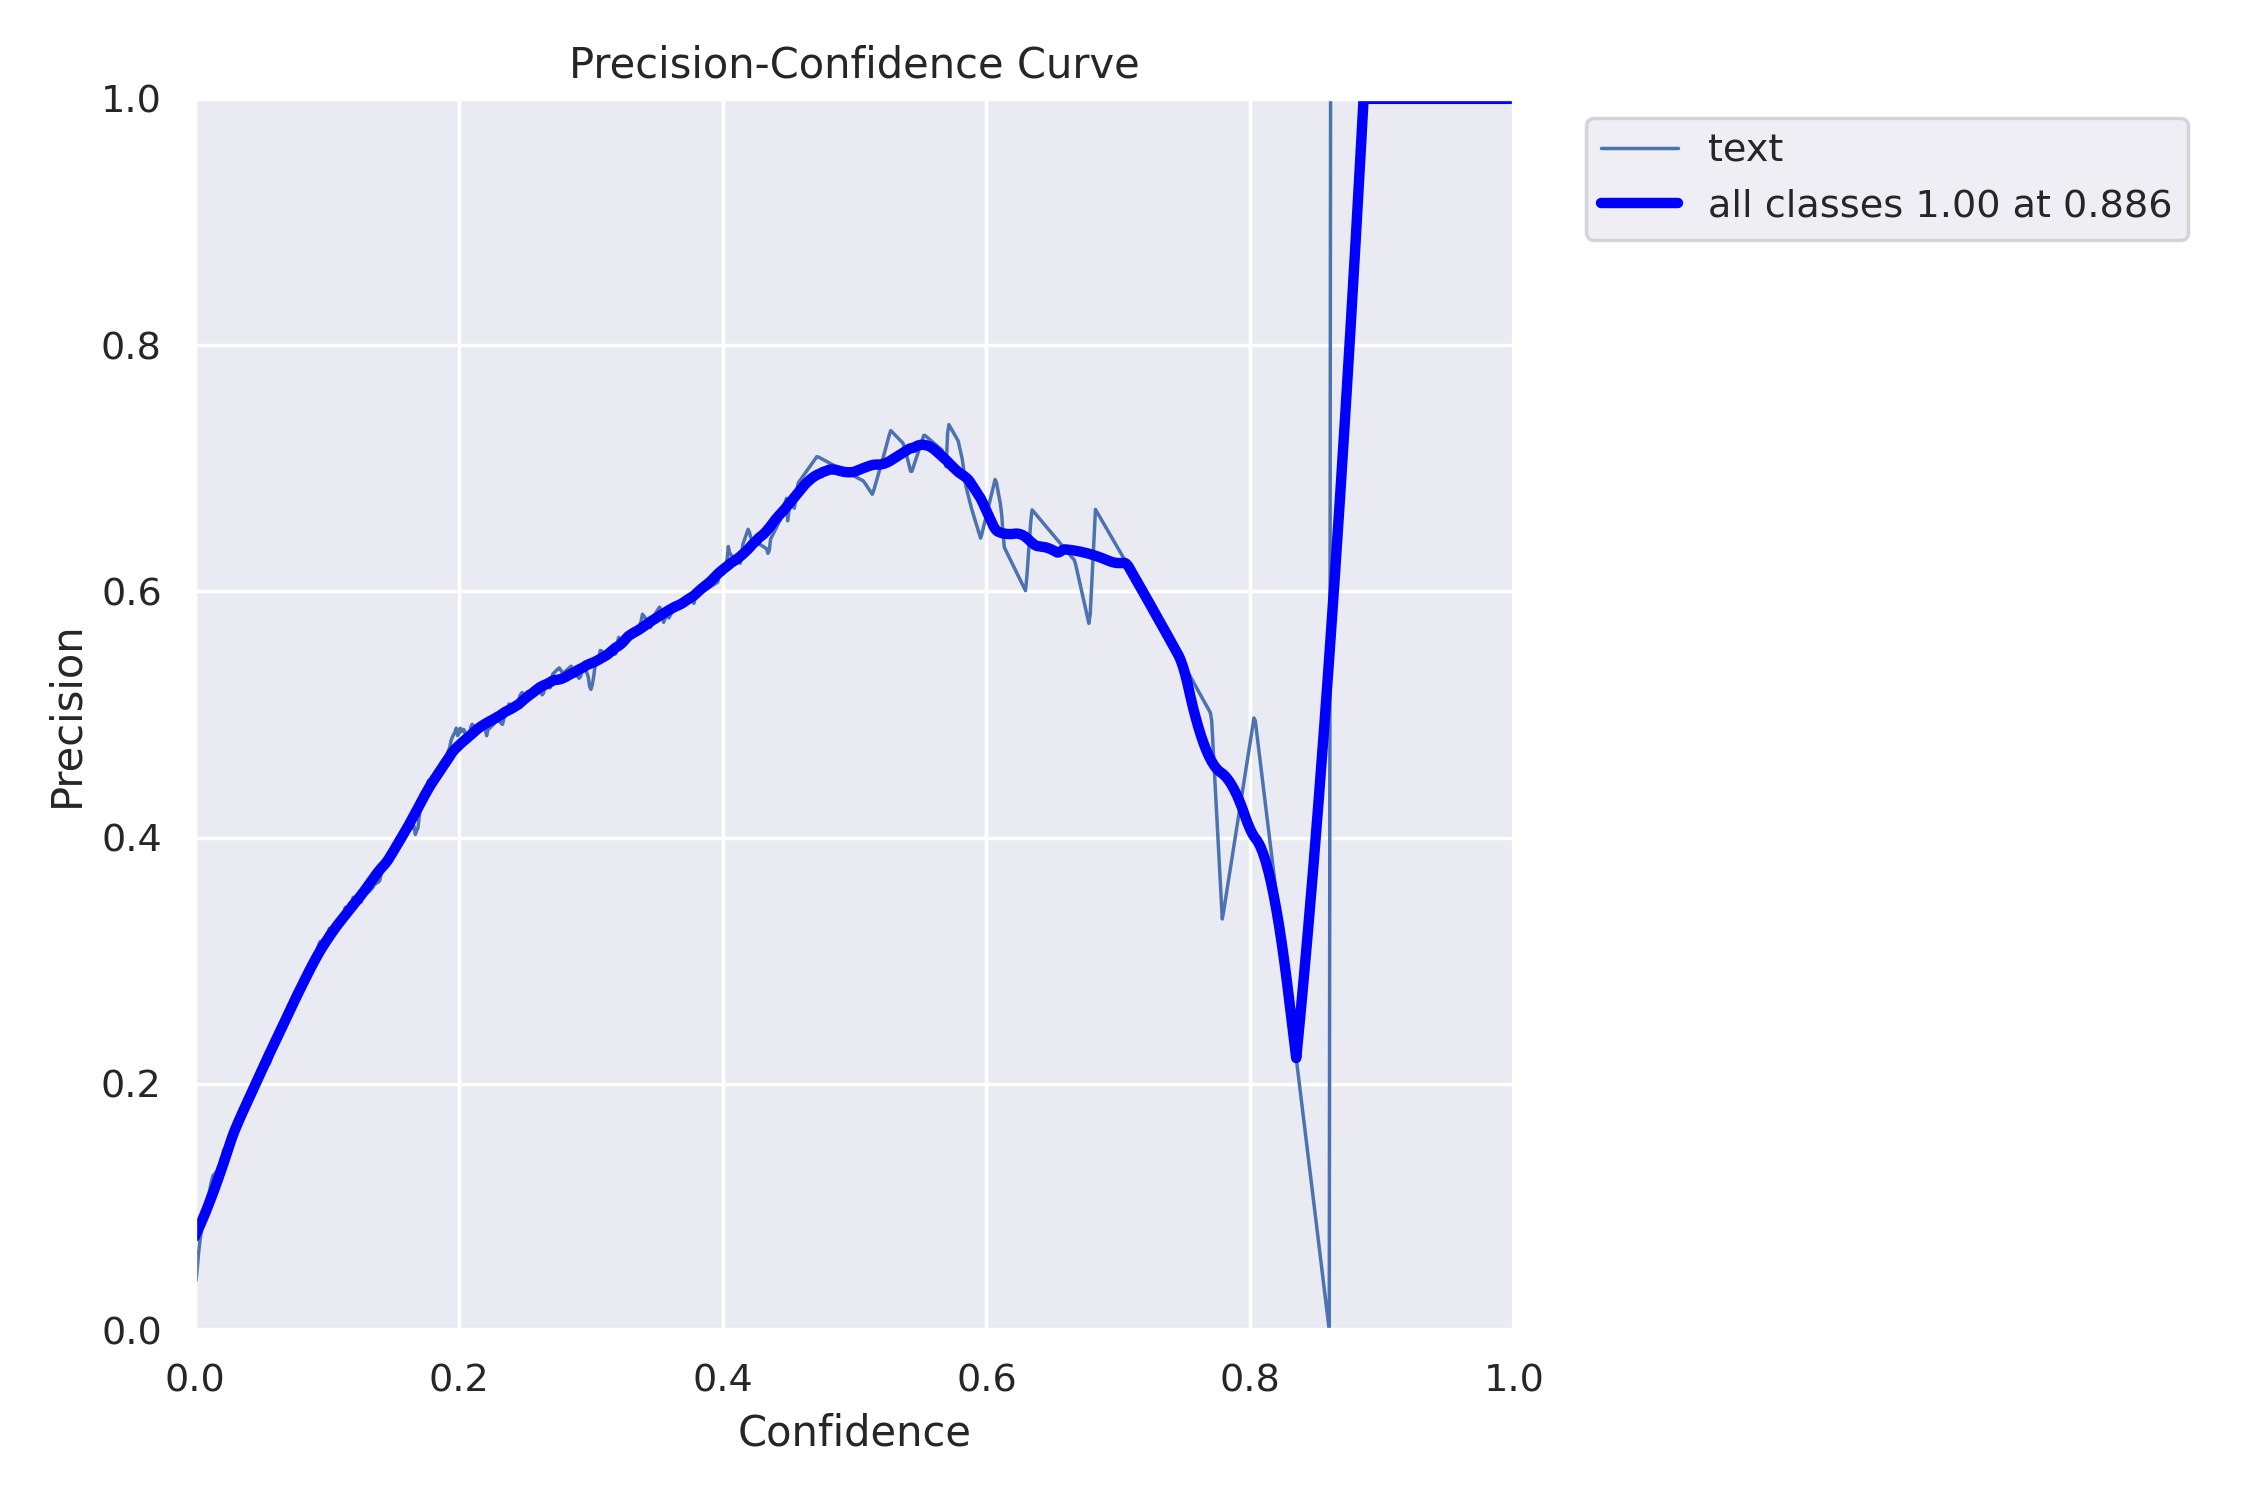 Precision-Confidence Curve
1.0
0.8
0.6
0.4
0.2
0.0
Precision
0.0 0.2 0.4 0.6 0.8 1.0
Confidence
text
all classes 1.00 at 0.886